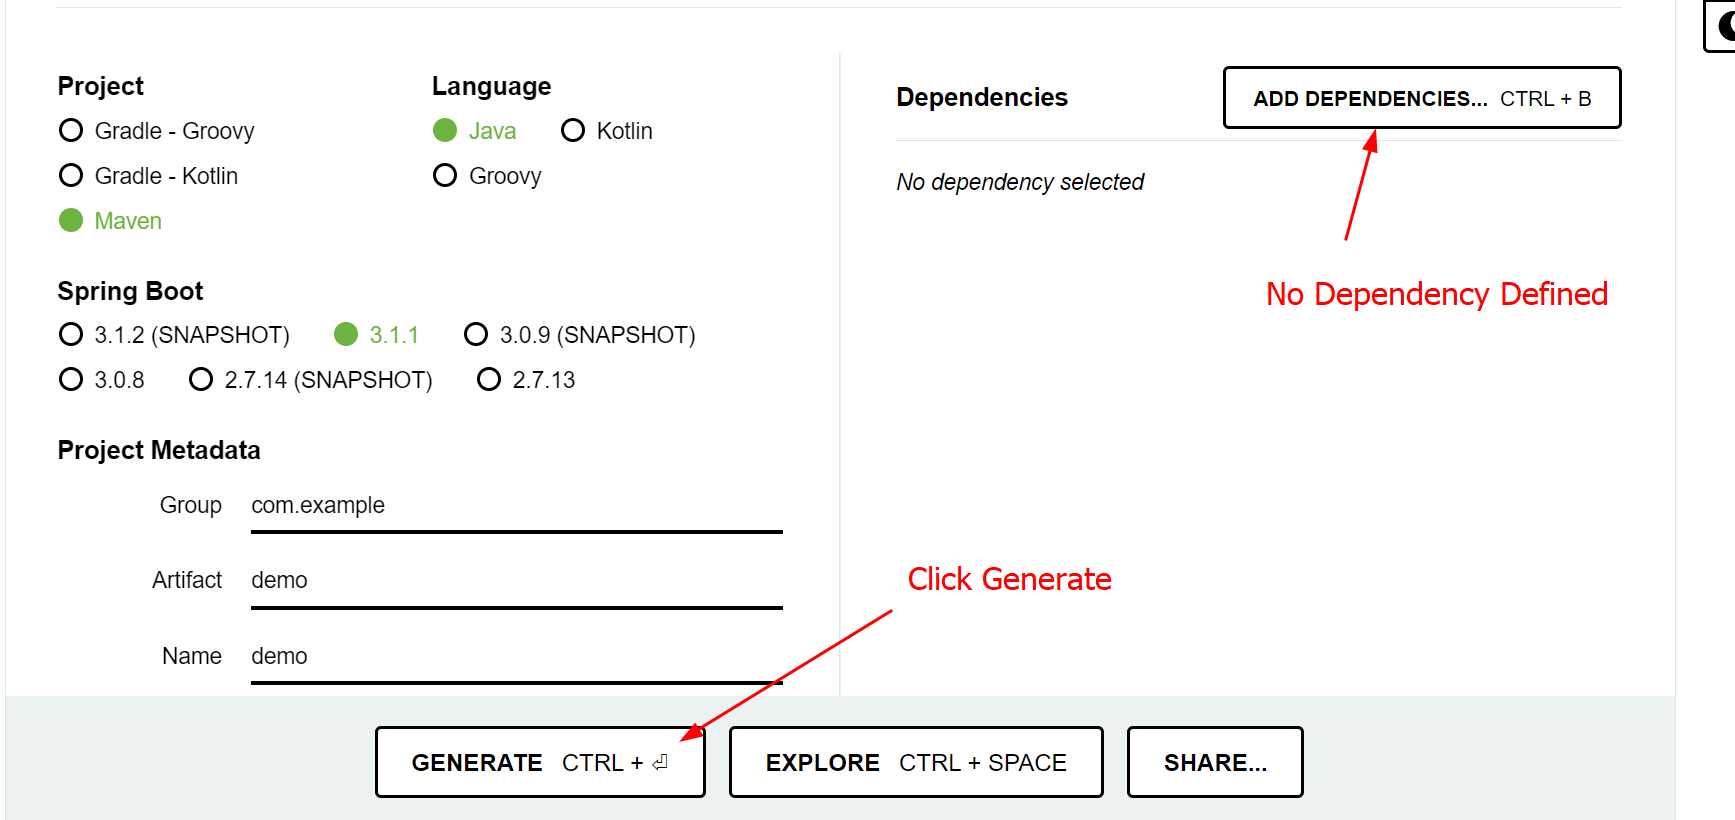 Project
Gradle - Groovy
Gradle - Kotlin
Maven
Language
Java Kotlin
Groovy
Spring Boot
3.1.2 (SNAPSHOT) 3.1.1 3.0.9 (SNAPSHOT)
3.0.8 2.7.14 (SNAPSHOT) 2.7.13
Project Metadata
Group com.example
Artifact demo
Name demo
Dependencies
ADD DEPENDENCIES... CTRL + B
No dependency selected
No Dependency Defined
Click Generate
GENERATE CTRL + ⏎
EXPLORE CTRL + SPACE
SHARE...